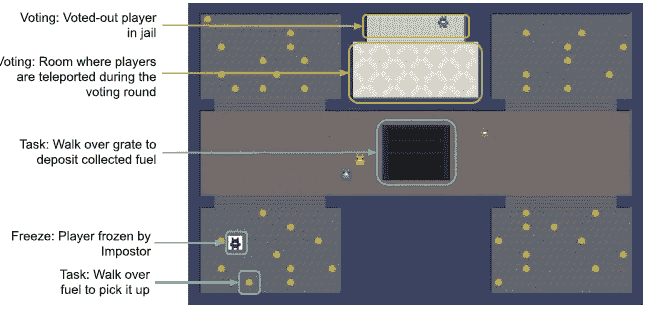 Voting: Voted-out player
in jail
Voting: Room where players
are teleported during the
voting round
Task: Walk over grate to
deposit collected fuel
Freeze: Player frozen by
Impostor
Task: Walk over
fuel to pick it up